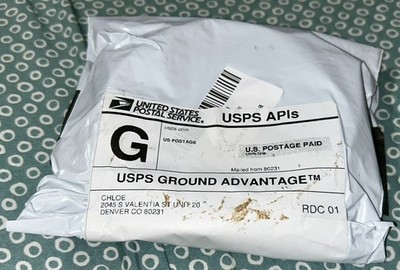 UNITED STATES
POSTAL SERVICE®
USPS APIs
G
usps.com
US POSTAGE
U.S. POSTAGE PAID
Mailed from 80231
USPS GROUND ADVANTAGE™
CHLOE
2045 S VALENTIA ST UNIT 20
DENVER CO 80231
RDC 01